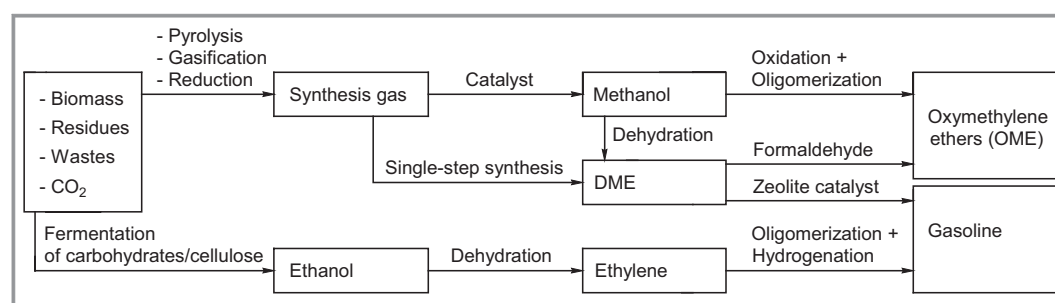 - Pyrolysis
- Gasification
- Reduction
Oxidation +
Oligomerization
- Biomass
- Residues
- Wastes
- CO₂
Synthesis gas
Catalyst
Methanol
Oxymethylene
ethers (OME)
Dehydration
Single-step synthesis
DME
Formaldehyde
Zeolite catalyst
Gasoline
Fermentation
of carbohydrates/cellulose
Ethanol
Dehydration
Ethylene
Oligomerization +
Hydrogenation